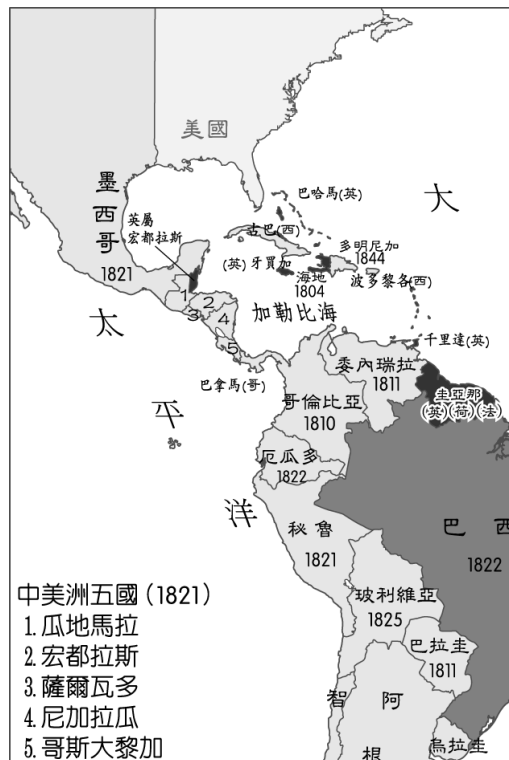 美國
墨西哥
1821
英屬
宏都拉斯
巴哈馬(英)
大
古巴(西)
多明尼加
1844
(英)牙買加
海地
1804
波多黎各(西)
1
2
3
4
5
加勒比海
太
平
洋
千里達(英)
巴拿馬(哥)
委內瑞拉
1811
圭亞那
(英)(荷)(法)
哥倫比亞
1810
厄瓜多
1822
巴西
1822
秘魯
1821
玻利維亞
1825
巴拉圭
1811
智
阿
根
烏拉圭
中美洲五國(1821)
1.瓜地馬拉
2.宏都拉斯
3.薩爾瓦多
4.尼加拉瓜
5.哥斯大黎加